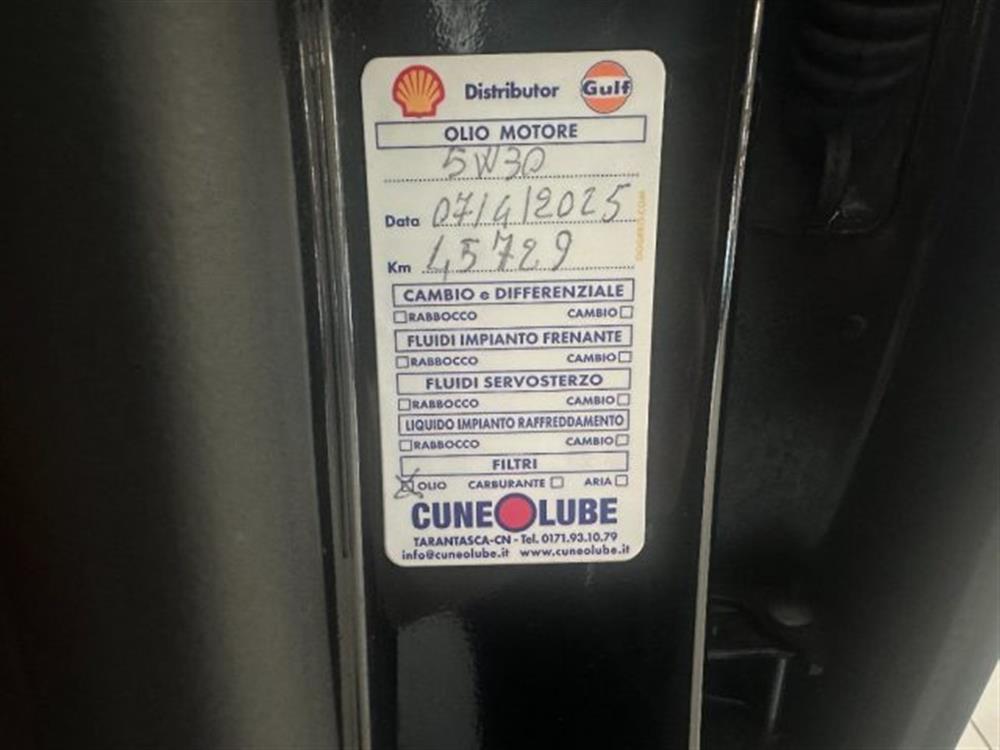 Distributor Gulf
OLIO MOTORE
5W30
Data 07/4/2025
Km 45729
CAMBIO e DIFFERENZIALE
RABBOCCO CAMBIO
FLUIDI IMPIANTO FRENANTE
RABBOCCO CAMBIO
FLUIDI SERVOSTERZO
RABBOCCO CAMBIO
LIQUIDO IMPIANTO RAFFREDDAMENTO
RABBOCCO CAMBIO
FILTRI
OLIO CARBURANTE ARIA
CUNEOLUBE
TARANTASCA-CN - Tel. 0171.93.10.79
info@cuneolube.it www.cuneolube.it